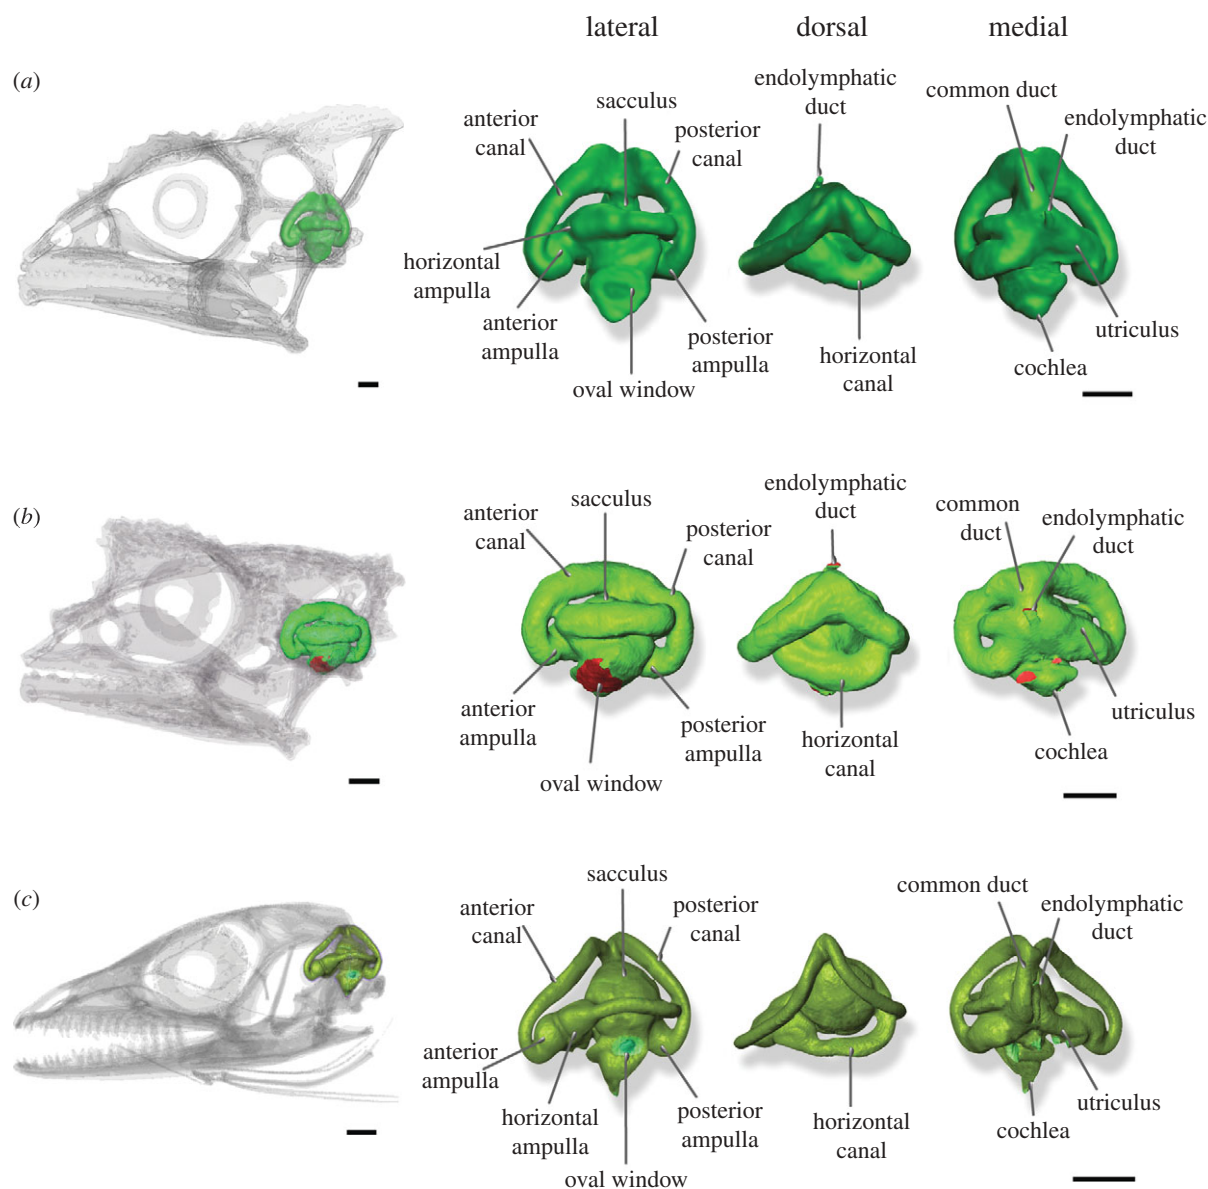 lateral
dorsal
medial
(a)
anterior
canal
sacculus
posterior
canal
horizontal
ampulla
anterior
ampulla
oval window
posterior
ampulla
endolymphatic
duct
horizontal
canal
common duct
endolymphatic
duct
utriculus
cochlea
(b)
anterior
canal
sacculus
posterior
canal
anterior
ampulla
oval window
posterior
ampulla
endolymphatic
duct
horizontal
canal
common
duct
endolymphatic
duct
utriculus
cochlea
(c)
anterior
canal
sacculus
posterior
canal
anterior
ampulla
horizontal
ampulla
oval window
posterior
ampulla
horizontal
canal
common duct
endolymphatic
duct
utriculus
cochlea